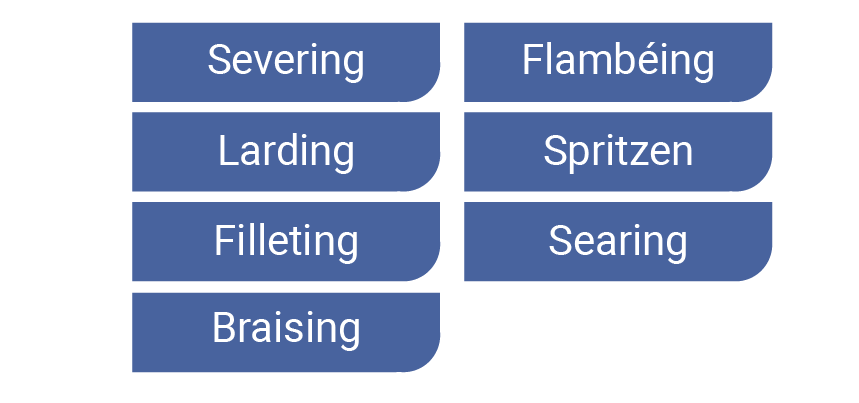 Severing
Flambéing
Larding
Spritzen
Filleting
Searing
Braising